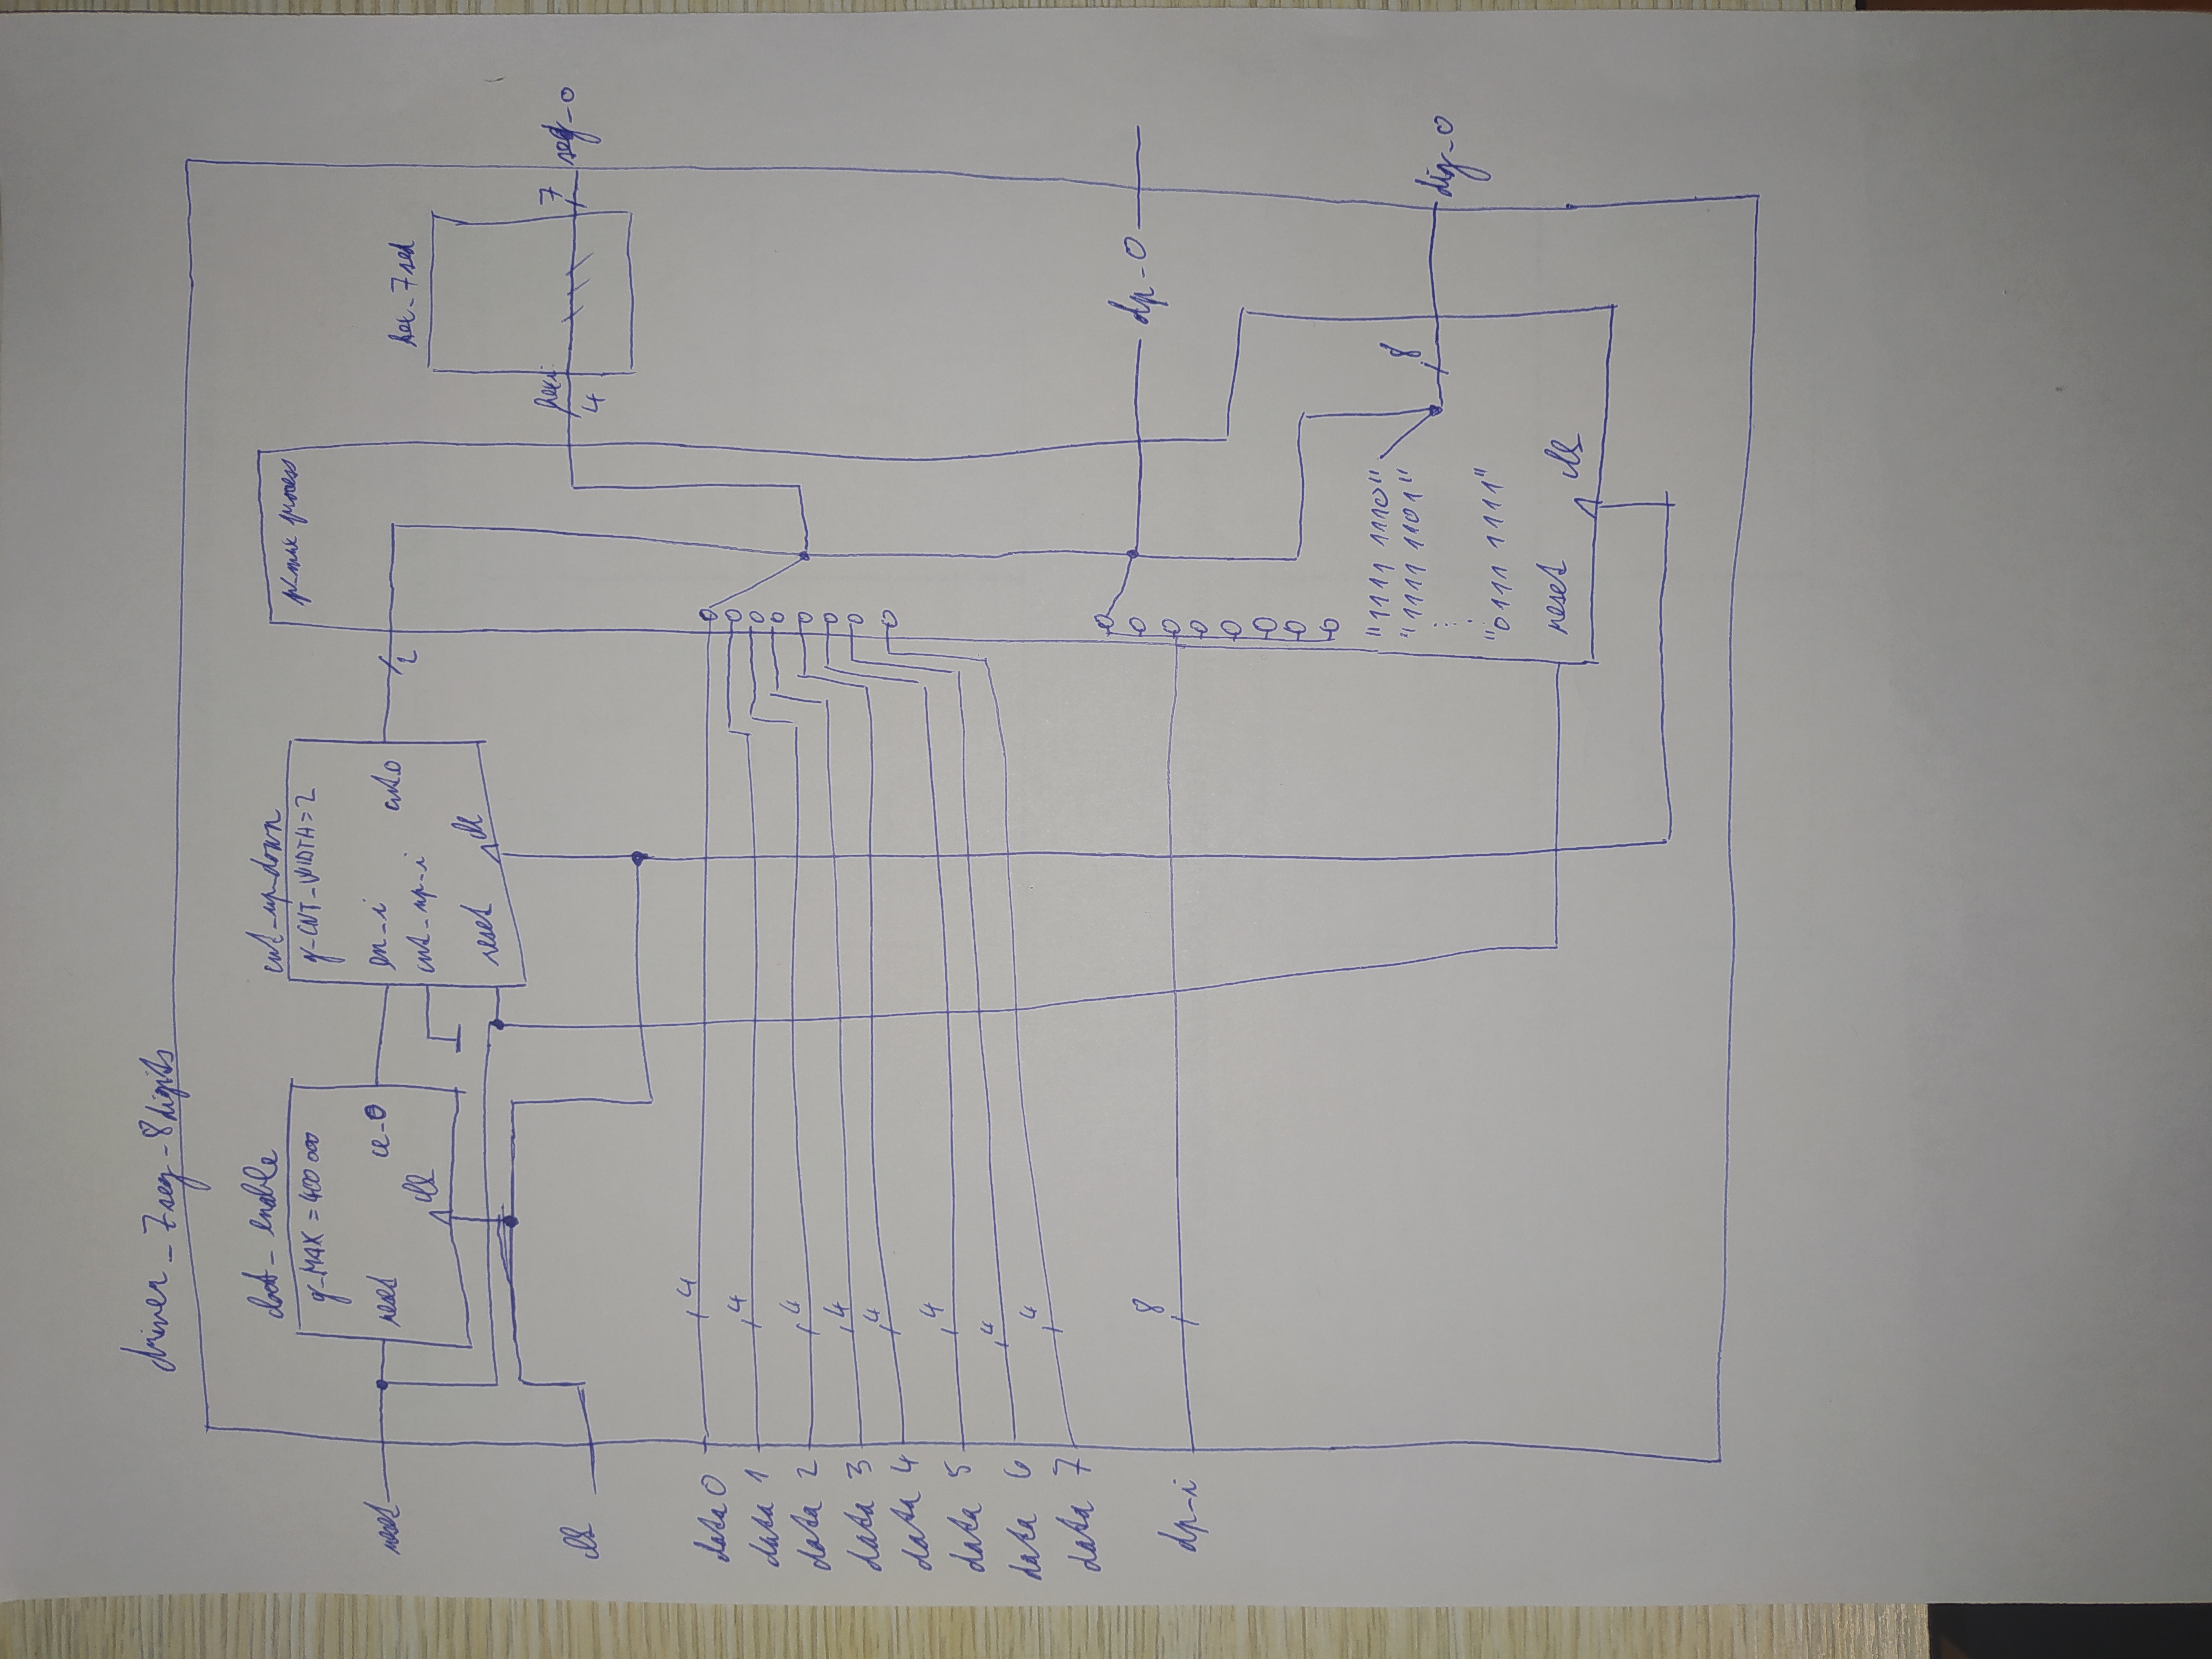 driver_7seg_8digits
clock_enable
g_MAX = 400 000
reset
ce_o
clk
cnt_up_down
g_CNT_WIDTH = 2
en_i
cnt_up_i
cnt o
reset
clk
2
p_mux process
hex_7seg
hex i
4
7
seg_o
reset
clk
data 0
4
data 1
4
data 2
4
data 3
4
data 4
4
data 5
4
data 6
4
data 7
4
dp_i
8
dp_o
"1111 1110"
"1111 1101"
"0111 1111"
8
dig_o
reset
clk